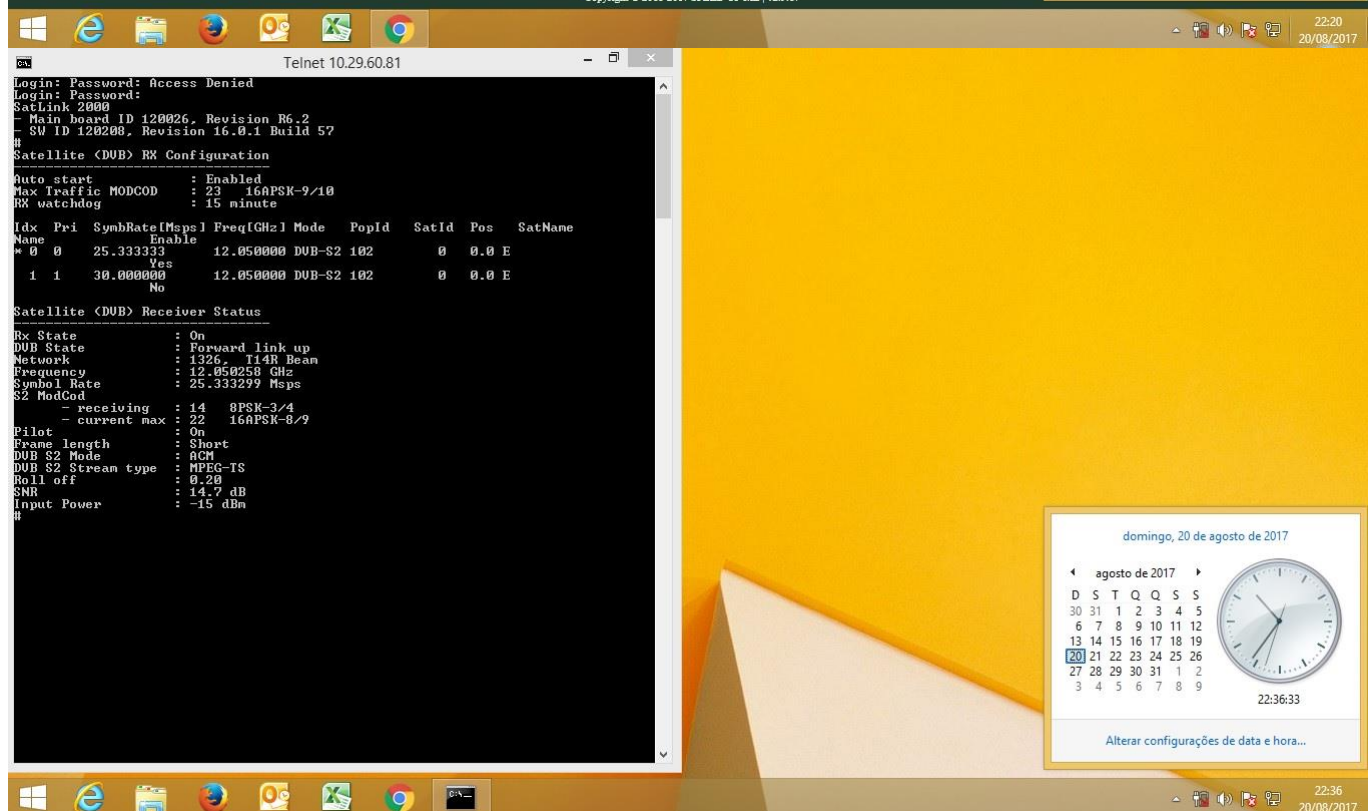 22:20
20/08/2017
Telnet 10.29.60.81
Login: Password: Access Denied
Login: Password:
SatLink 2000
- Main board ID 120026, Revision R6.2
- SW ID 120208, Revision 16.0.1 Build 57
#
Satellite (DVB) RX Configuration
Auto start : Enabled
Max Traffic MODCOD : 23 16APSK-9/10
RX watchdog : 15 minute
Idx Pri SymbRate[Msps] Freq[GHz] Mode PopId SatId Pos SatName
Name Enable
* 0 0 25.333333 12.050000 DVB-S2 102 0 0.0 E
Yes
1 1 30.000000 12.050000 DVB-S2 102 0 0.0 E
No
Satellite (DVB) Receiver Status
Rx State : On
DVB State : Forward link up
Network : 1326, T14R Beam
Frequency : 12.050258 GHz
Symbol Rate : 25.333299 Msps
S2 ModCod
- receiving : 14 8PSK-3/4
- current max : 22 16APSK-8/9
Pilot : On
Frame length : Short
DVB S2 Mode : ACM
DVB S2 Stream type : MPEG-TS
Roll off : 0.20
SNR : 14.7 dB
Input Power : -15 dBm
#
domingo, 20 de agosto de 2017
agosto de 2017
D S T Q Q S S
30 31 1 2 3 4 5
6 7 8 9 10 11 12
13 14 15 16 17 18 19
20 21 22 23 24 25 26
27 28 29 30 31 1 2
3 4 5 6 7 8 9
22:36:33
Alterar configurações de data e hora...
22:36
20/08/2017